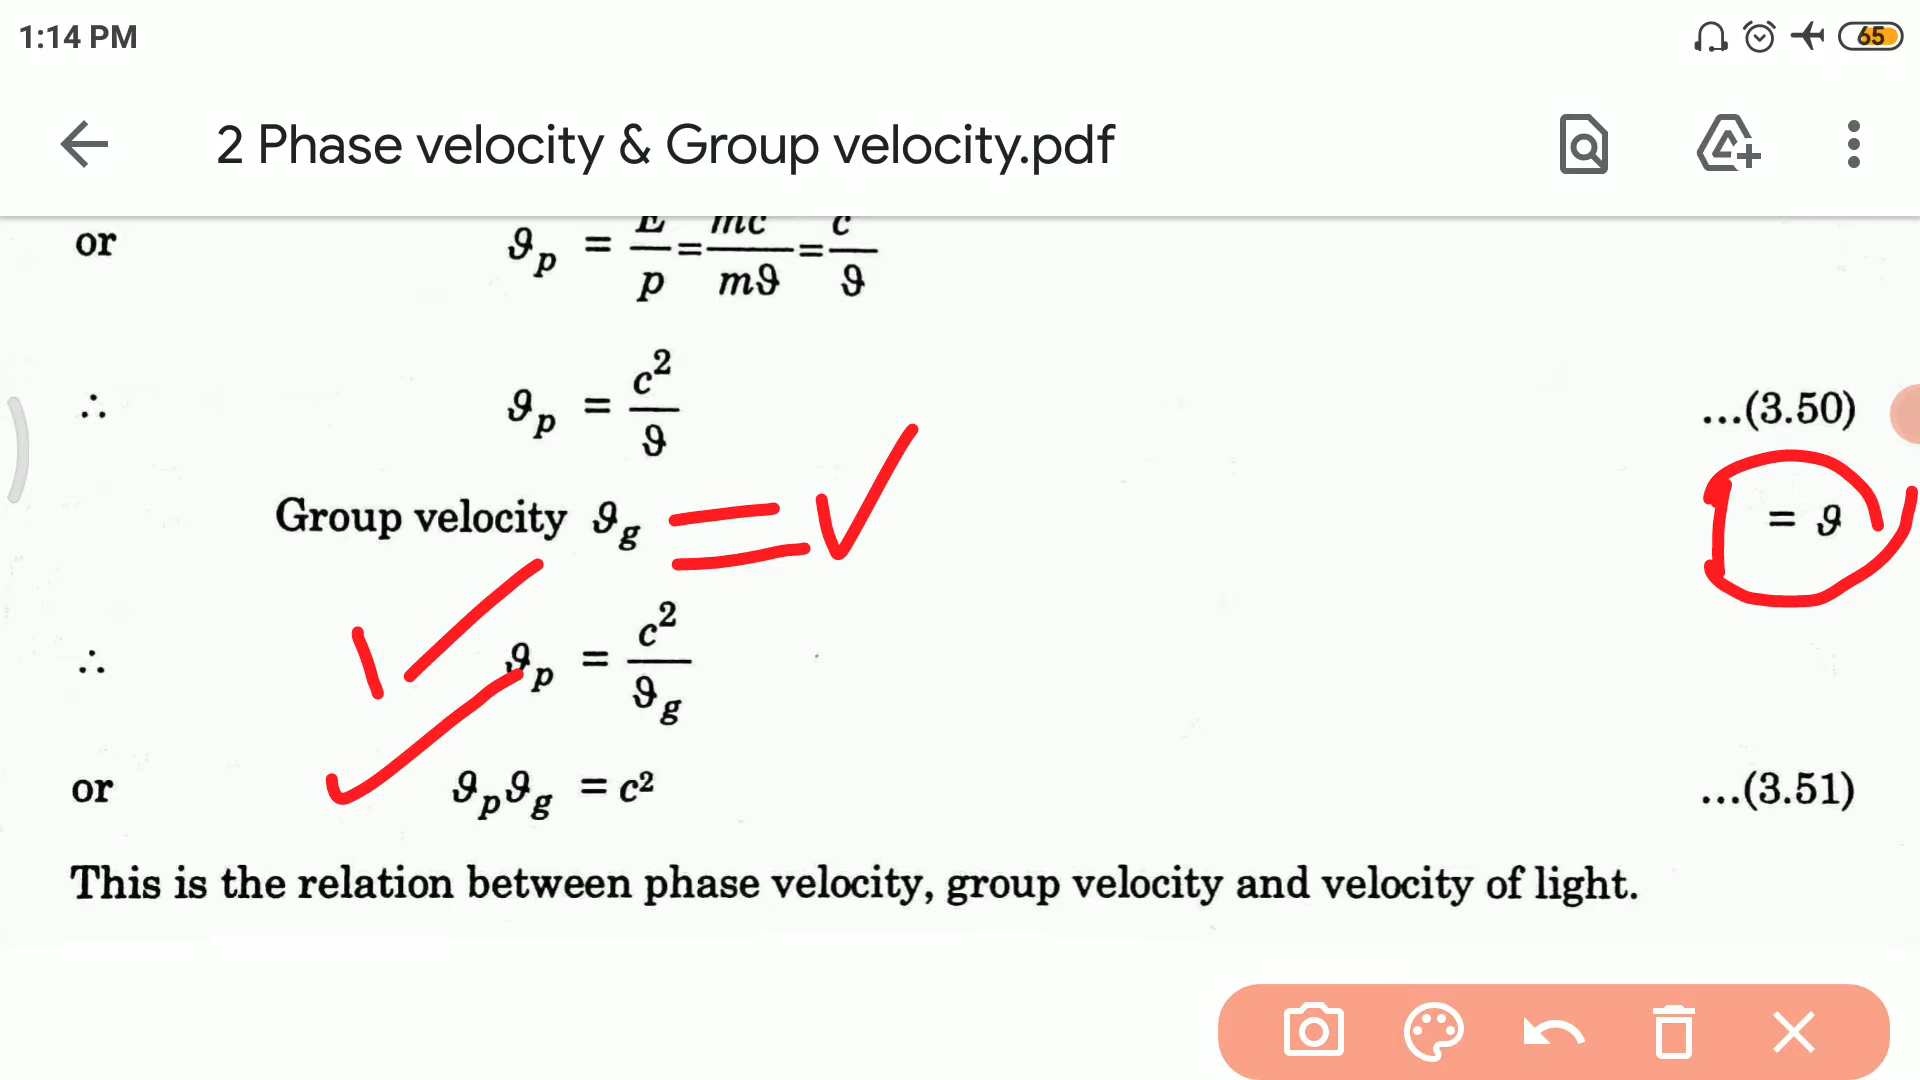 1:14 PM
65
2 Phase velocity & Group velocity.pdf
or ϑp = E/p = mc/mϑ = c/ϑ
∴ ϑp = c²/ϑ ...(3.50)
Group velocity ϑg = ϑ
∴ ϑp = c²/ϑg
or ϑpϑg = c² ...(3.51)
This is the relation between phase velocity, group velocity and velocity of light.